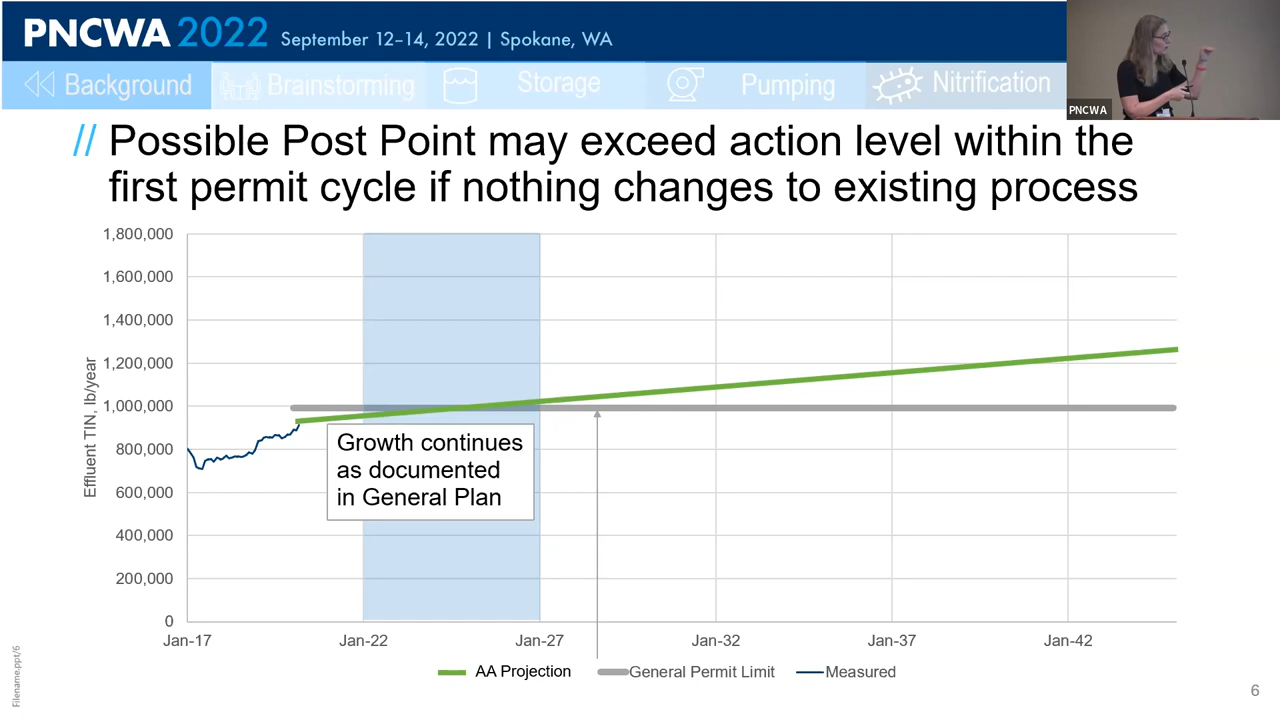 PNCWA 2022 September 12–14, 2022 | Spokane, WA
Background Brainstorming Storage Pumping Nitrification
PNCWA
// Possible Post Point may exceed action level within the
first permit cycle if nothing changes to existing process
1,800,000
1,600,000
1,400,000
1,200,000
1,000,000
800,000
600,000
400,000
200,000
0
Effluent TIN, lb/year
Growth continues
as documented
in General Plan
Jan-17 Jan-22 Jan-27 Jan-32 Jan-37 Jan-42
AA Projection General Permit Limit Measured
Filename.ppt/6
6